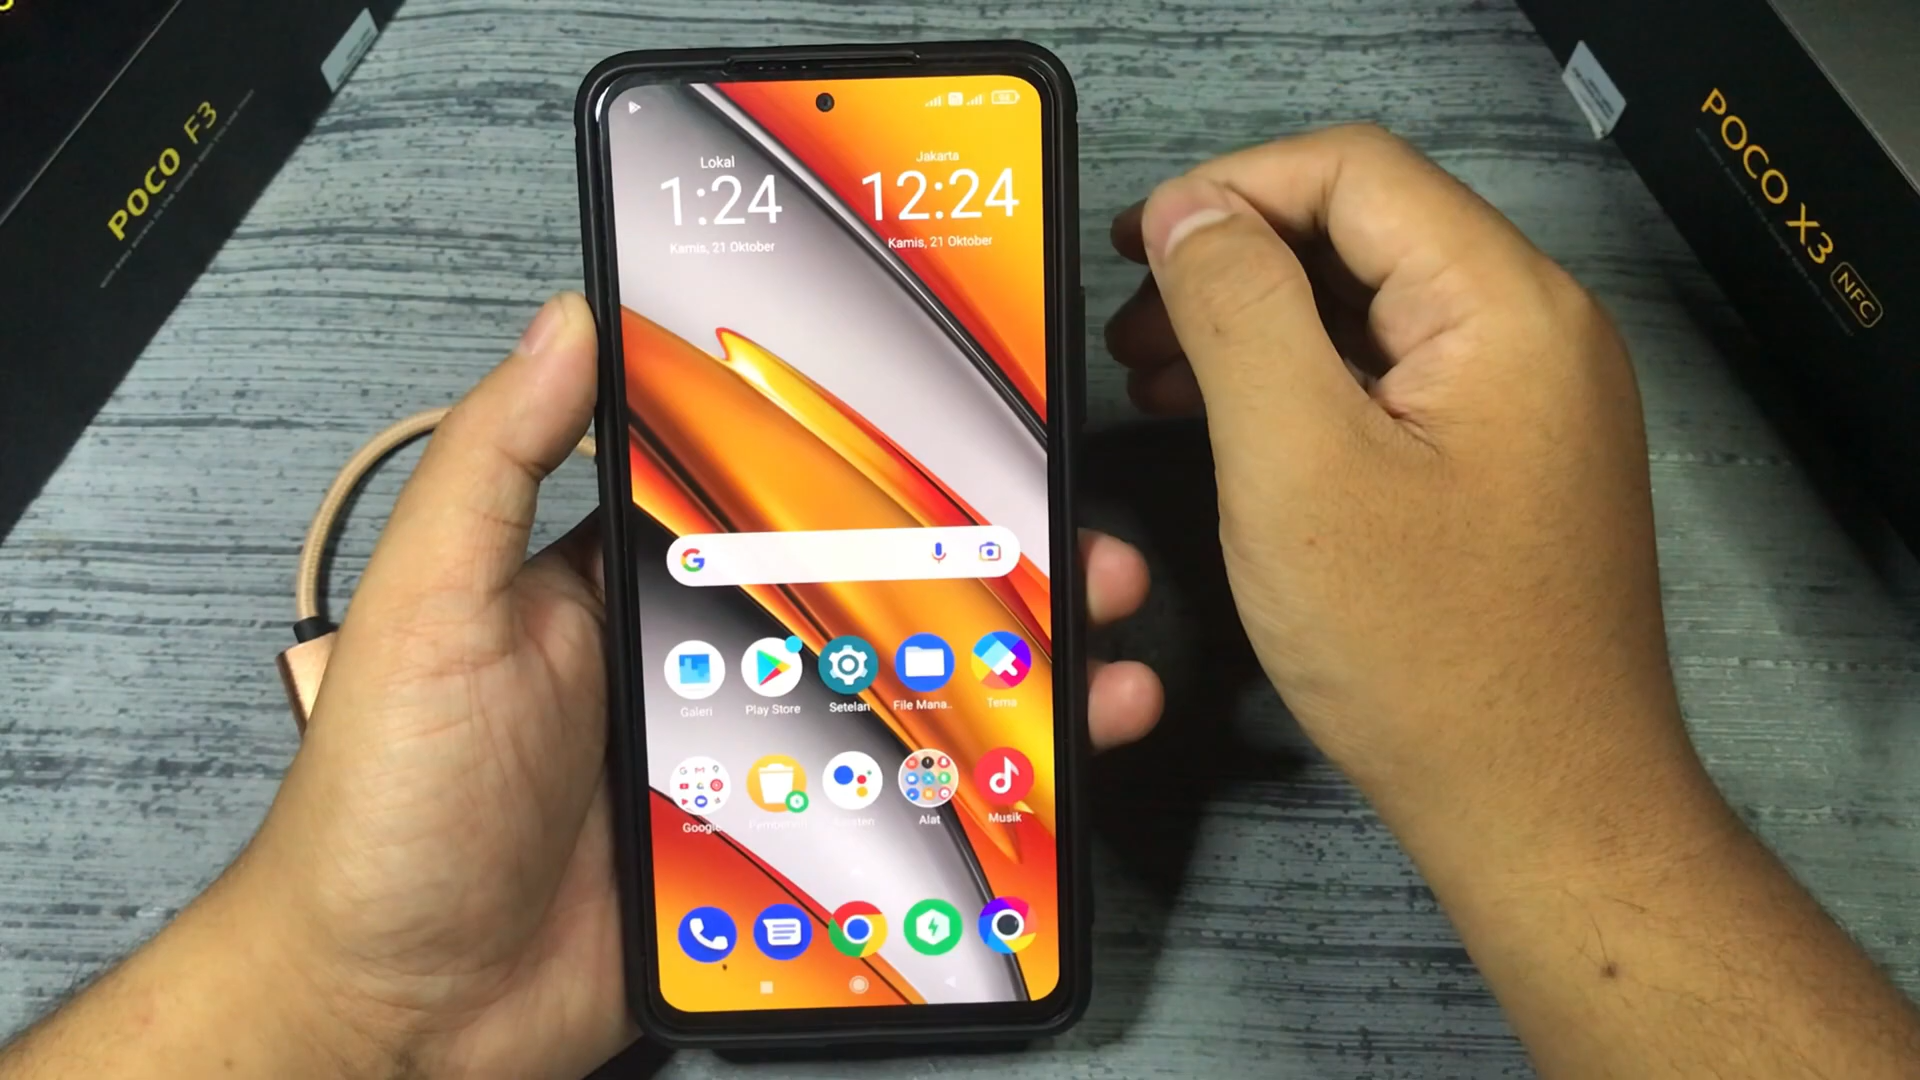 POCO F3
POCO X3 NFC
Lokal
1:24
Kamis, 21 Oktober
Jakarta
12:24
Kamis, 21 Oktober
Galeri
Play Store
Setelan
File Mana..
Tema
Google
Alat
Musik